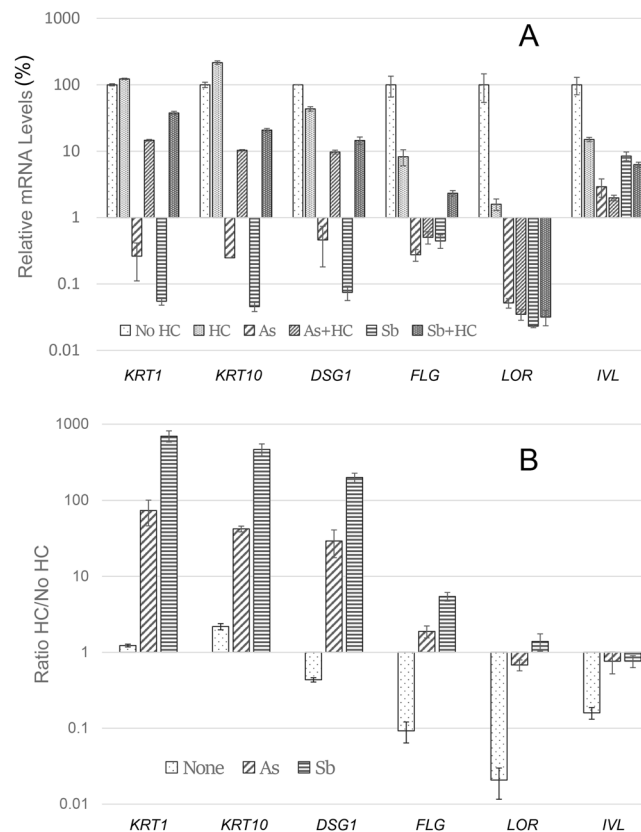 A
Relative mRNA Levels (%)
1000
100
10
1
0.1
0.01
No HC HC As As+HC Sb Sb+HC
KRT1 KRT10 DSG1 FLG LOR IVL
B
Ratio HC/No HC
1000
100
10
1
0.1
0.01
None As Sb
KRT1 KRT10 DSG1 FLG LOR IVL